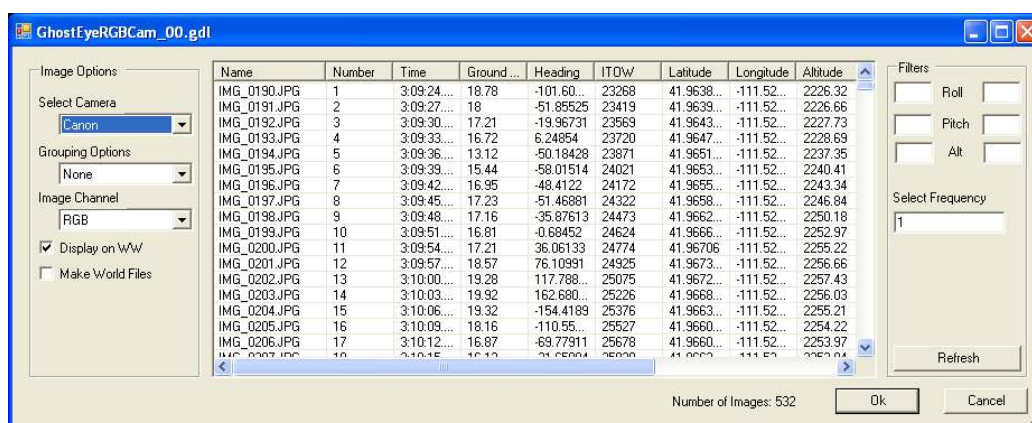 GhostEyeRGBCam_00.gdl
Image Options
Select Camera
Canon
Grouping Options
None
Image Channel
RGB
Display on WW
Make World Files
Name Number Time Ground ... Heading ITOW Latitude Longitude Altitude
IMG_0190.JPG 1 3:09:24.... 18.78 -101.60... 23268 41.9638... -111.52... 2226.32
IMG_0191.JPG 2 3:09:27.... 18 -51.85525 23419 41.9639... -111.52... 2226.66
IMG_0192.JPG 3 3:09:30.... 17.21 -19.96731 23569 41.9643... -111.52... 2227.73
IMG_0193.JPG 4 3:09:33.... 16.72 6.24854 23720 41.9647... -111.52... 2228.69
IMG_0194.JPG 5 3:09:36.... 13.12 -50.18428 23871 41.9651... -111.52... 2237.35
IMG_0195.JPG 6 3:09:39.... 15.44 -58.01514 24021 41.9653... -111.52... 2240.41
IMG_0196.JPG 7 3:09:42.... 16.95 -48.4122 24172 41.9655... -111.52... 2243.34
IMG_0197.JPG 8 3:09:45.... 17.23 -51.46881 24322 41.9658... -111.52... 2246.84
IMG_0198.JPG 9 3:09:48.... 17.16 -35.87613 24473 41.9662... -111.52... 2250.18
IMG_0199.JPG 10 3:09:51.... 16.81 -0.68452 24624 41.9666... -111.52... 2252.97
IMG_0200.JPG 11 3:09:54.... 17.21 36.06133 24774 41.96706 -111.52... 2255.22
IMG_0201.JPG 12 3:09:57.... 18.57 76.10991 24925 41.9673... -111.52... 2256.66
IMG_0202.JPG 13 3:10:00.... 19.28 117.788... 25075 41.9672... -111.52... 2257.43
IMG_0203.JPG 14 3:10:03.... 19.92 162.680... 25226 41.9668... -111.52... 2256.03
IMG_0204.JPG 15 3:10:06.... 19.32 -154.4189 25376 41.9663... -111.52... 2255.21
IMG_0205.JPG 16 3:10:09.... 18.16 -110.55... 25527 41.9660... -111.52... 2254.22
IMG_0206.JPG 17 3:10:12.... 16.87 -69.77911 25678 41.9660... -111.52... 2253.97
Filters
Roll
Pitch
Alt
Select Frequency
1
Refresh
Number of Images: 532
Ok
Cancel